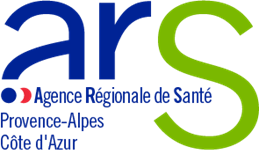 ars
Agence Régionale de Santé
Provence-Alpes
Côte d'Azur